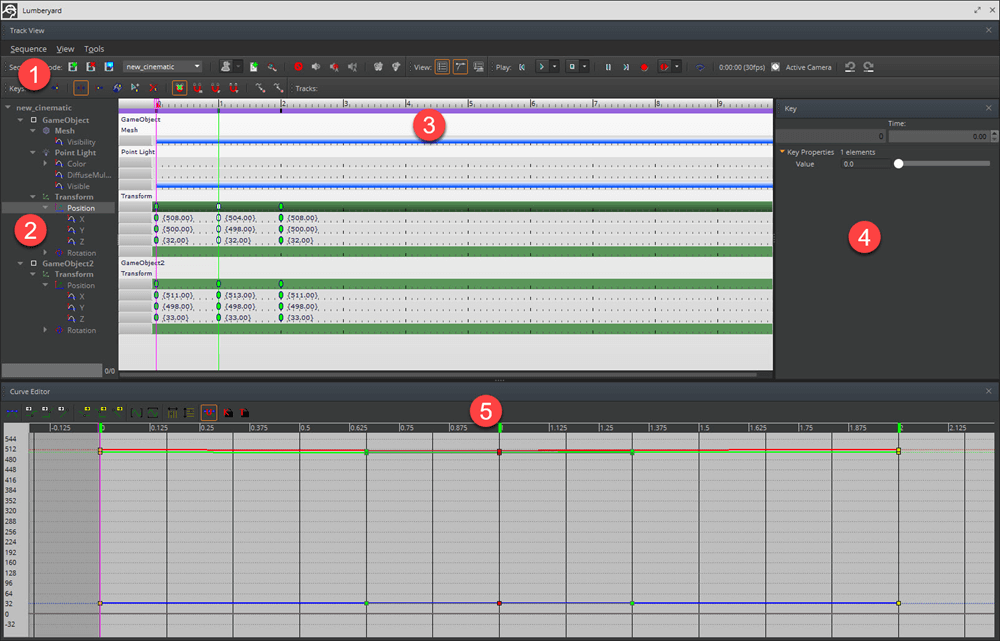 Lumberyard
Track View
Sequence View Tools
new_cinematic View: Play: 0:00:00 (30fps) Active Camera
1
Tracks:
new_cinematic
GameObject
Mesh
Visibility
Point Light
Color
DiffuseMul...
Visible
Transform
Position
X
Y
Z
Rotation
GameObject2
Transform
Position
X
Y
Z
Rotation
2
0/0
0 1 2 3 4 5 6 7 8 9
3
GameObject
Mesh
Point Light
Transform
{508.00} {504.00} {508.00}
{500.00} {498.00} {500.00}
{32.00} {32.00} {32.00}
GameObject2
Transform
{511.00} {513.00} {511.00}
{498.00} {498.00} {498.00}
{33.00} {33.00} {33.00}
Key
Time:
0 0.00
Key Properties 1 elements
Value 0.0
4
Curve Editor
5
-0.125 0 0.125 0.25 0.375 0.5 0.625 0.75 0.875 1 1.125 1.25 1.375 1.5 1.625 1.75 1.875 2 2.125
544
512
480
448
416
384
352
320
288
256
224
192
160
128
96
64
32
0
-32